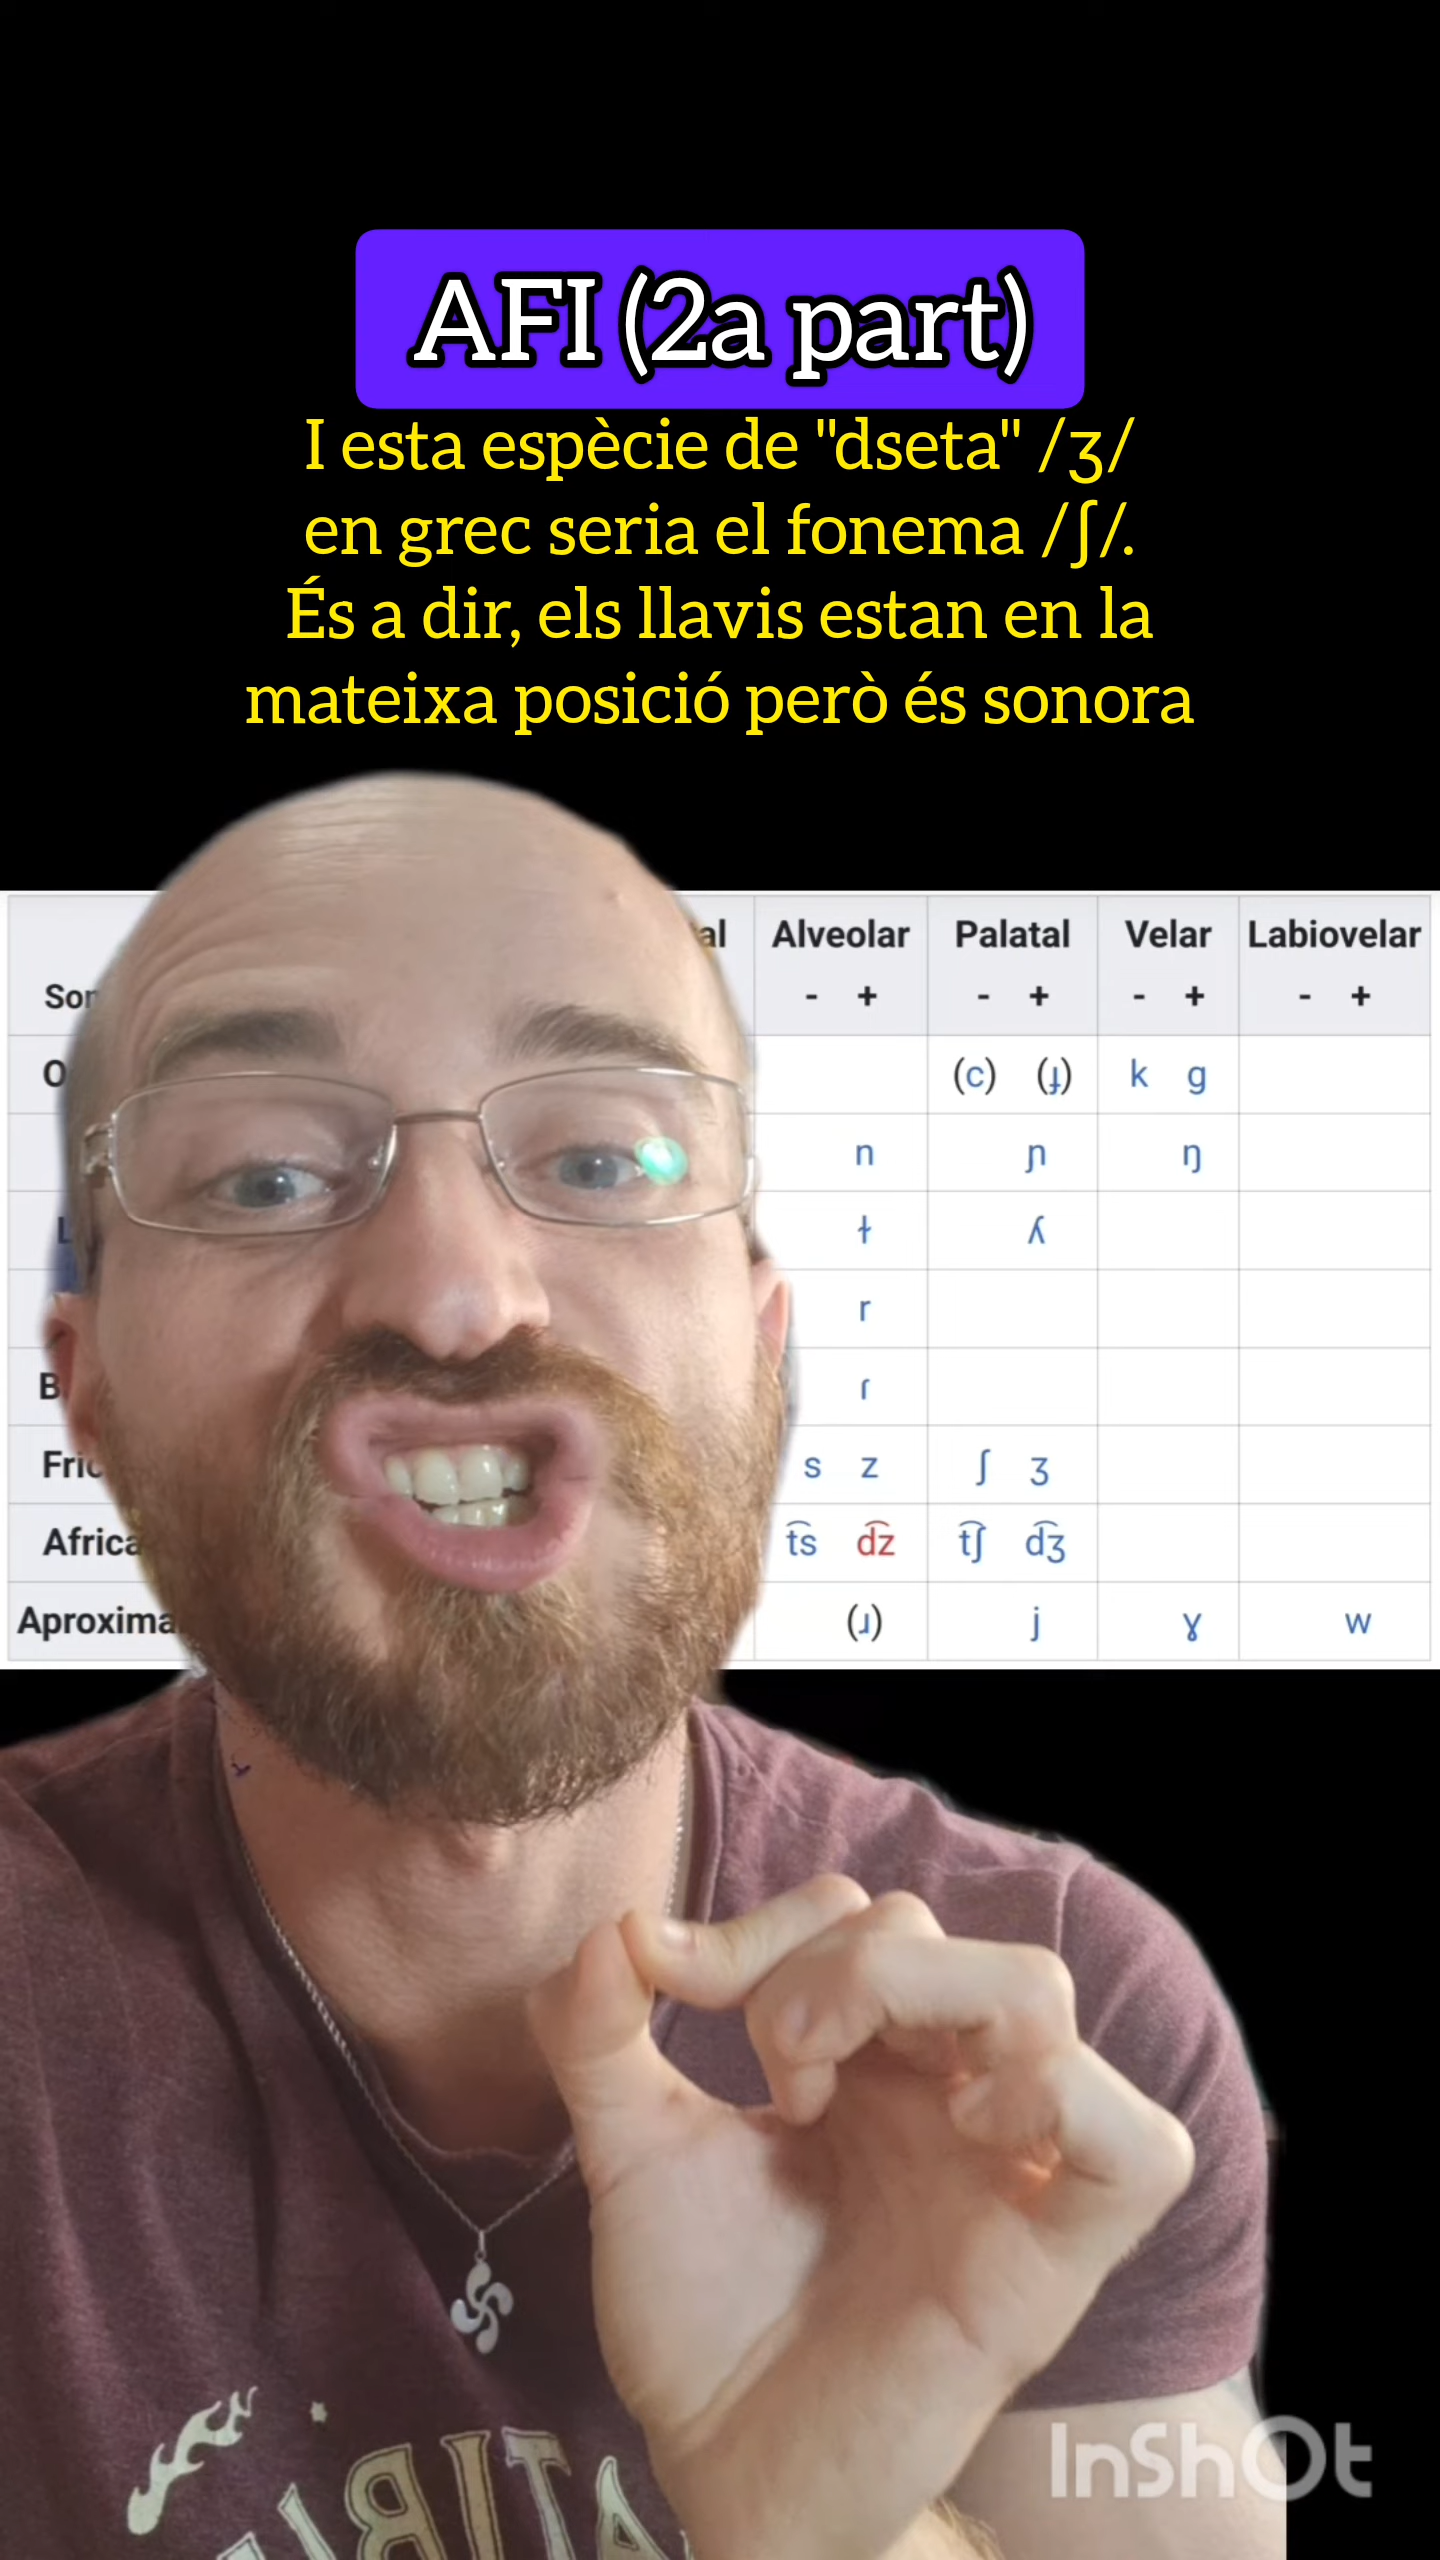 AFI (2a part)
I esta espècie de "dseta" /ʒ/
en grec seria el fonema /ʃ/.
És a dir, els llavis estan en la
mateixa posició però és sonora
Alveolar Palatal Velar Labiovelar
- + - + - + - +
(c) (ɟ) k g
n ɲ ŋ
ɫ ʎ
r
ɾ
s z ʃ ʒ
t͡s d͡z t͡ʃ d͡ʒ
(ɹ) j ɣ w
InShOt